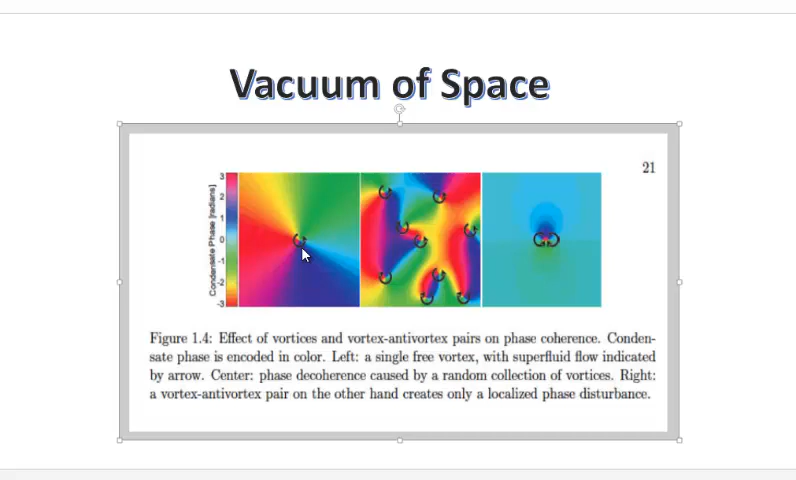 Vacuum of Space
21
Condensate Phase [radians]
3
2
1
0
-1
-2
-3
Figure 1.4: Effect of vortices and vortex-antivortex pairs on phase coherence. Conden-
sate phase is encoded in color. Left: a single free vortex, with superfluid flow indicated
by arrow. Center: phase decoherence caused by a random collection of vortices. Right:
a vortex-antivortex pair on the other hand creates only a localized phase disturbance.